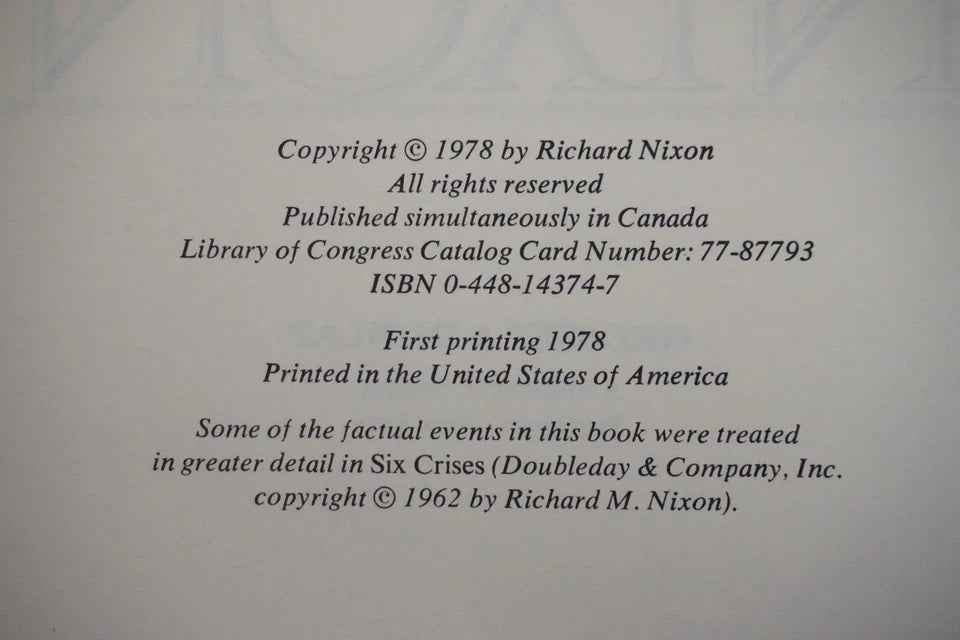 Copyright © 1978 by Richard Nixon
All rights reserved
Published simultaneously in Canada
Library of Congress Catalog Card Number: 77-87793
ISBN 0-448-14374-7
First printing 1978
Printed in the United States of America
Some of the factual events in this book were treated
in greater detail in Six Crises (Doubleday & Company, Inc.
copyright © 1962 by Richard M. Nixon).